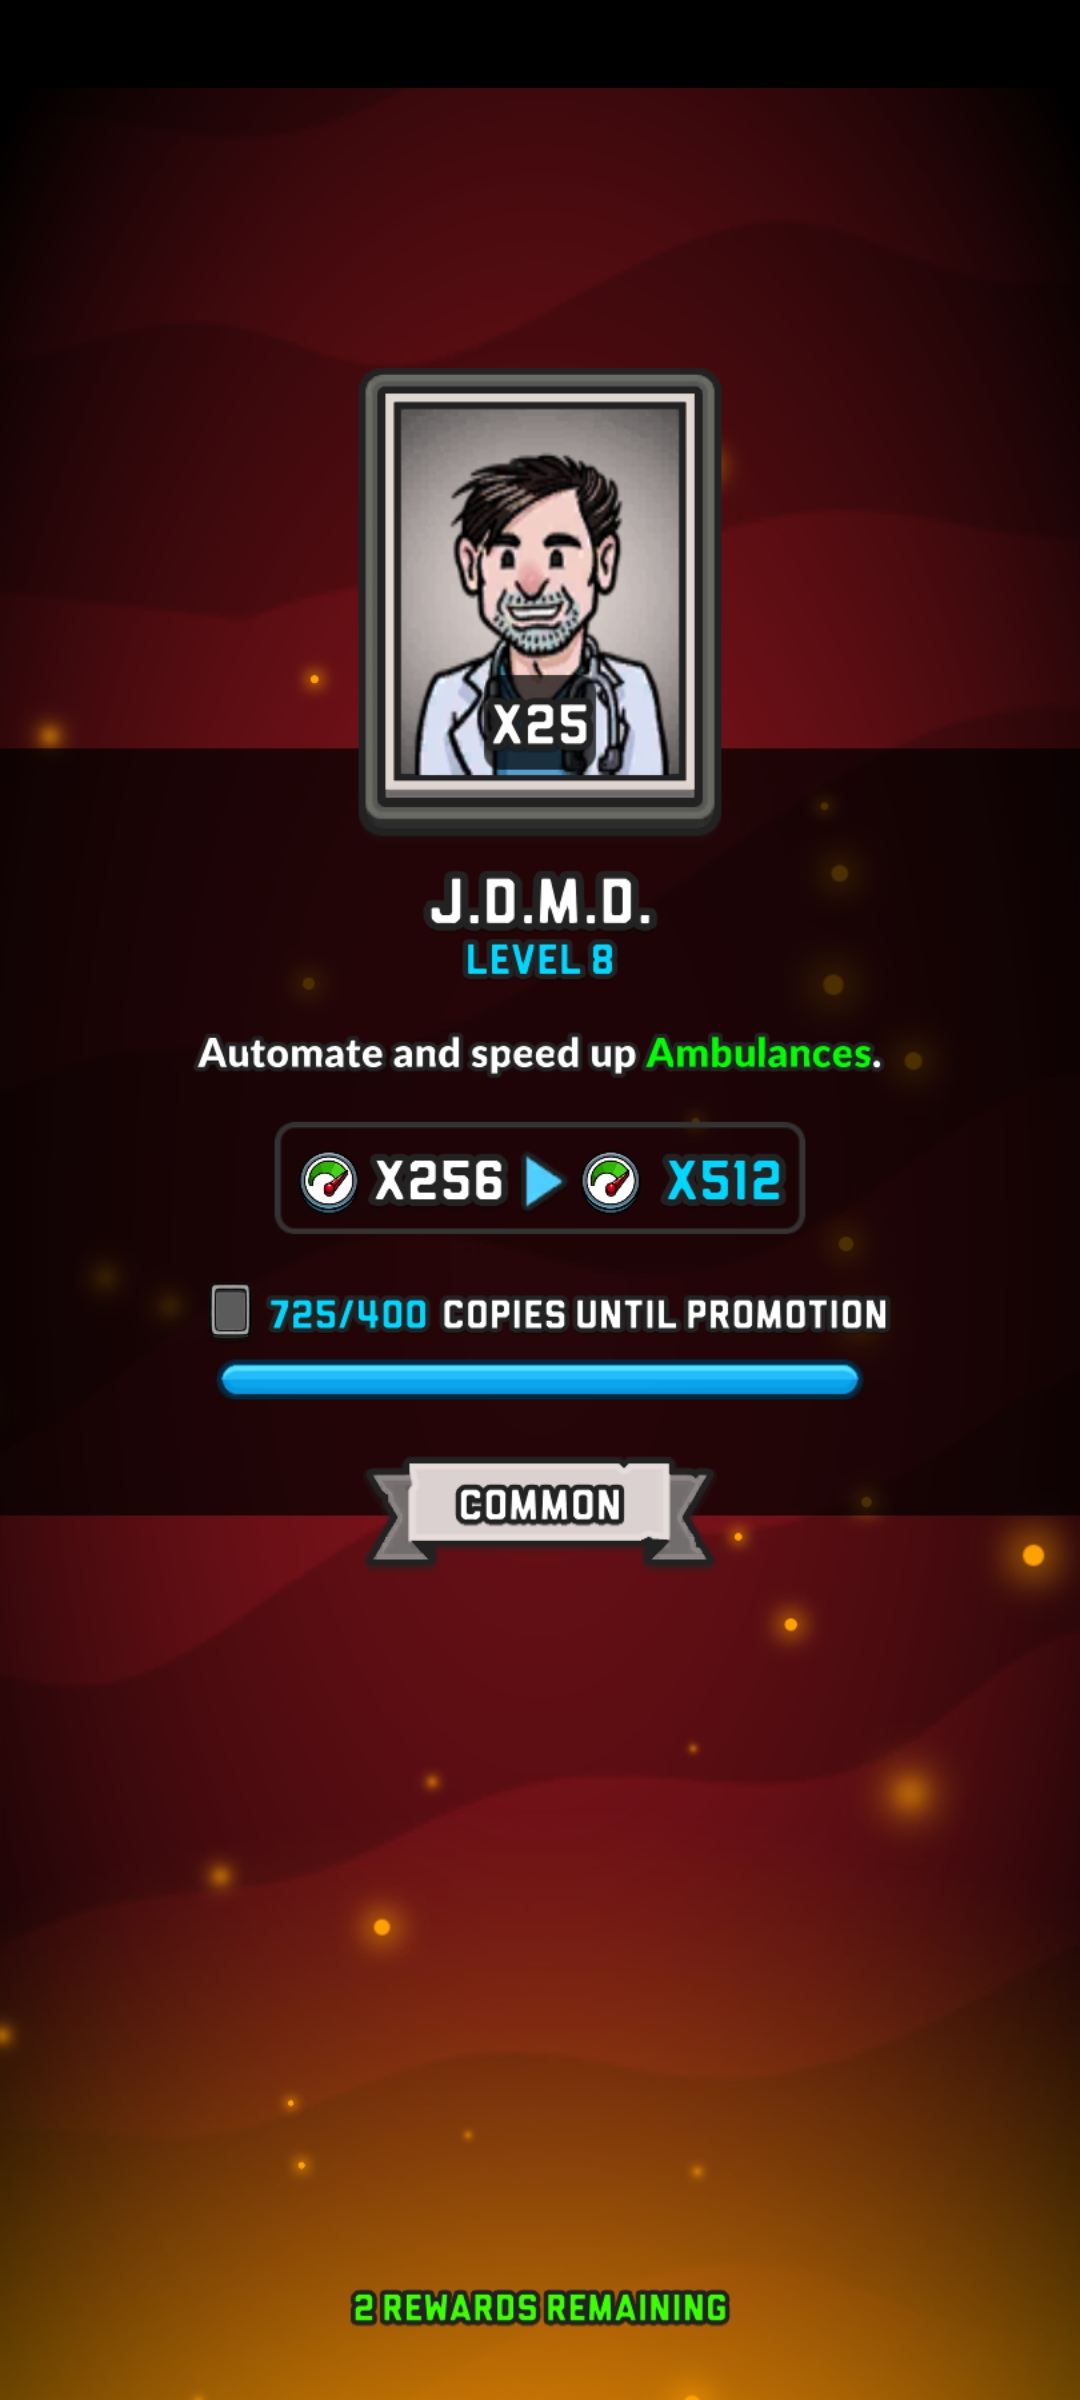 X25
J.D.M.D.
LEVEL 8
Automate and speed up Ambulances.
X256 X512
725/400 COPIES UNTIL PROMOTION
COMMON
2 REWARDS REMAINING